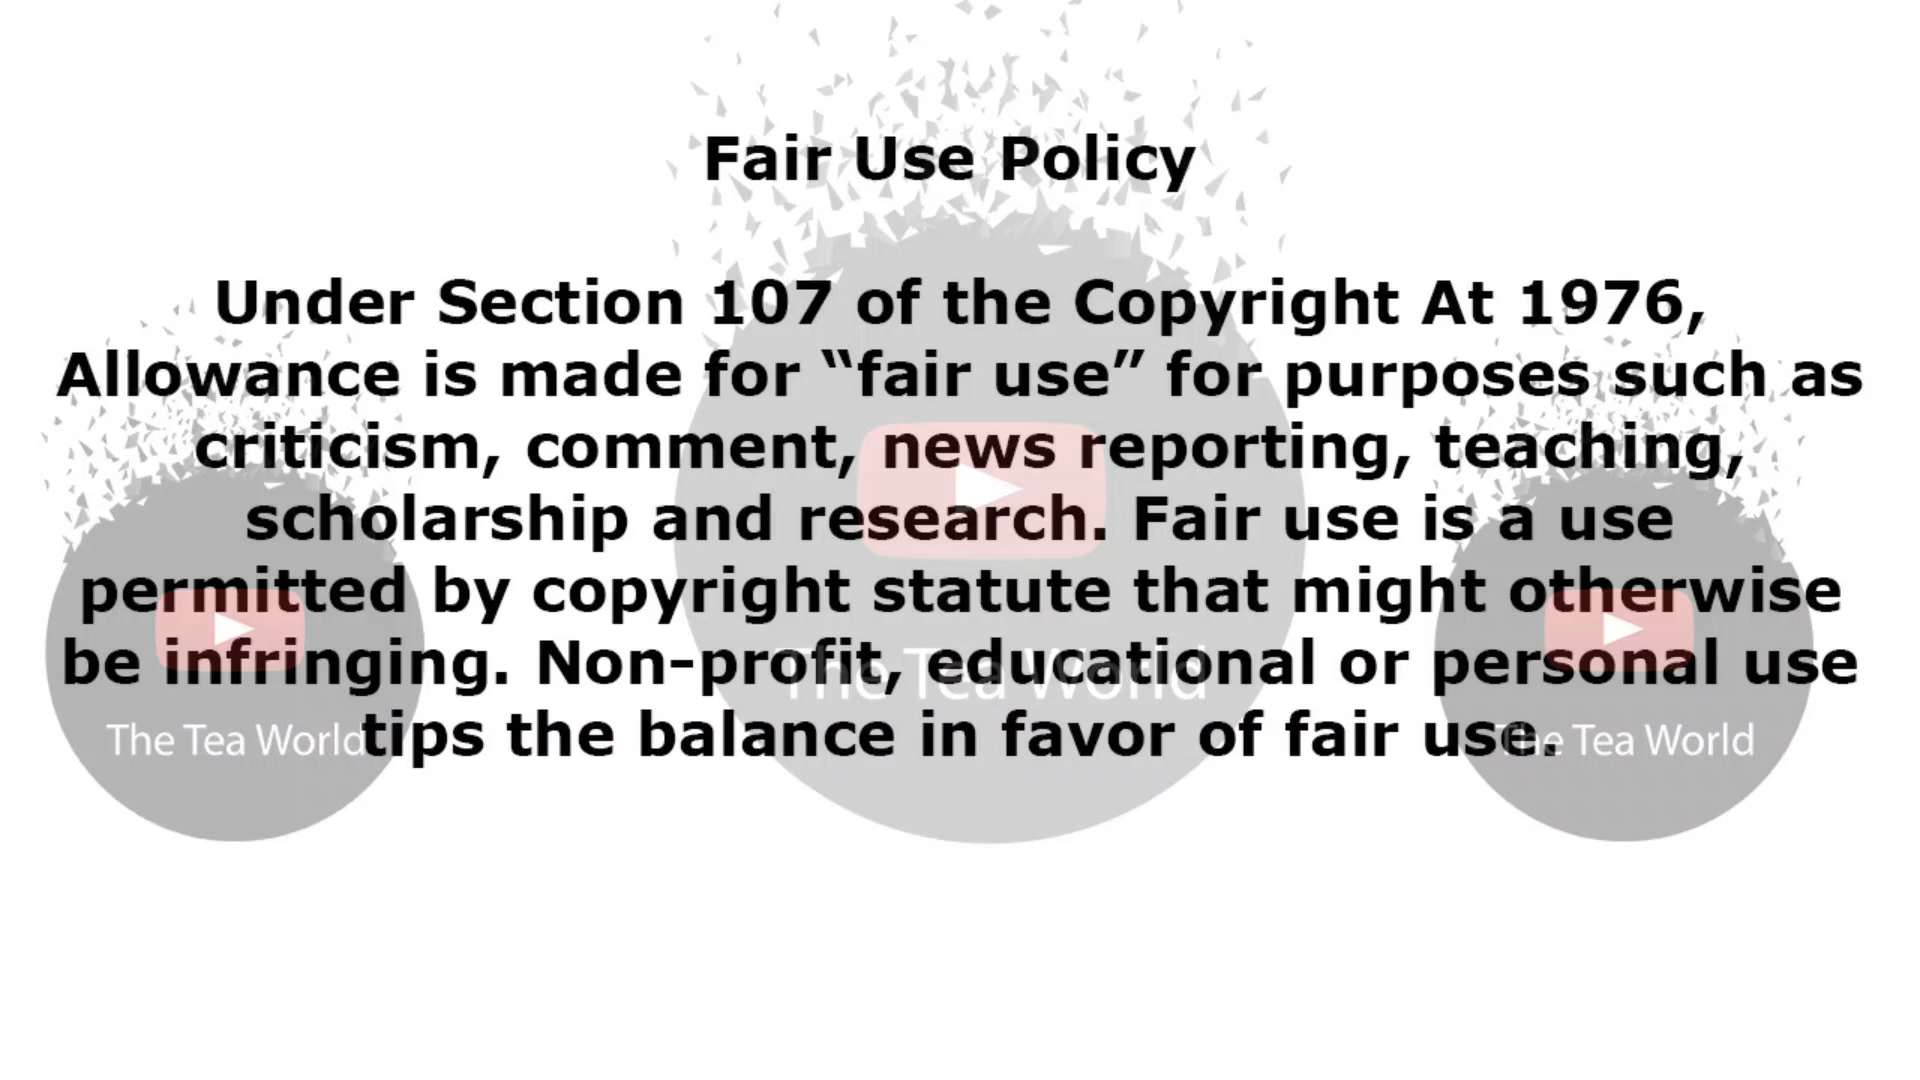 Fair Use Policy
Under Section 107 of the Copyright At 1976,
Allowance is made for “fair use” for purposes such as
criticism, comment, news reporting, teaching,
scholarship and research. Fair use is a use
permitted by copyright statute that might otherwise
be infringing. Non-profit, educational or personal use
tips the balance in favor of fair use.
The Tea World
The Tea World
The Tea World